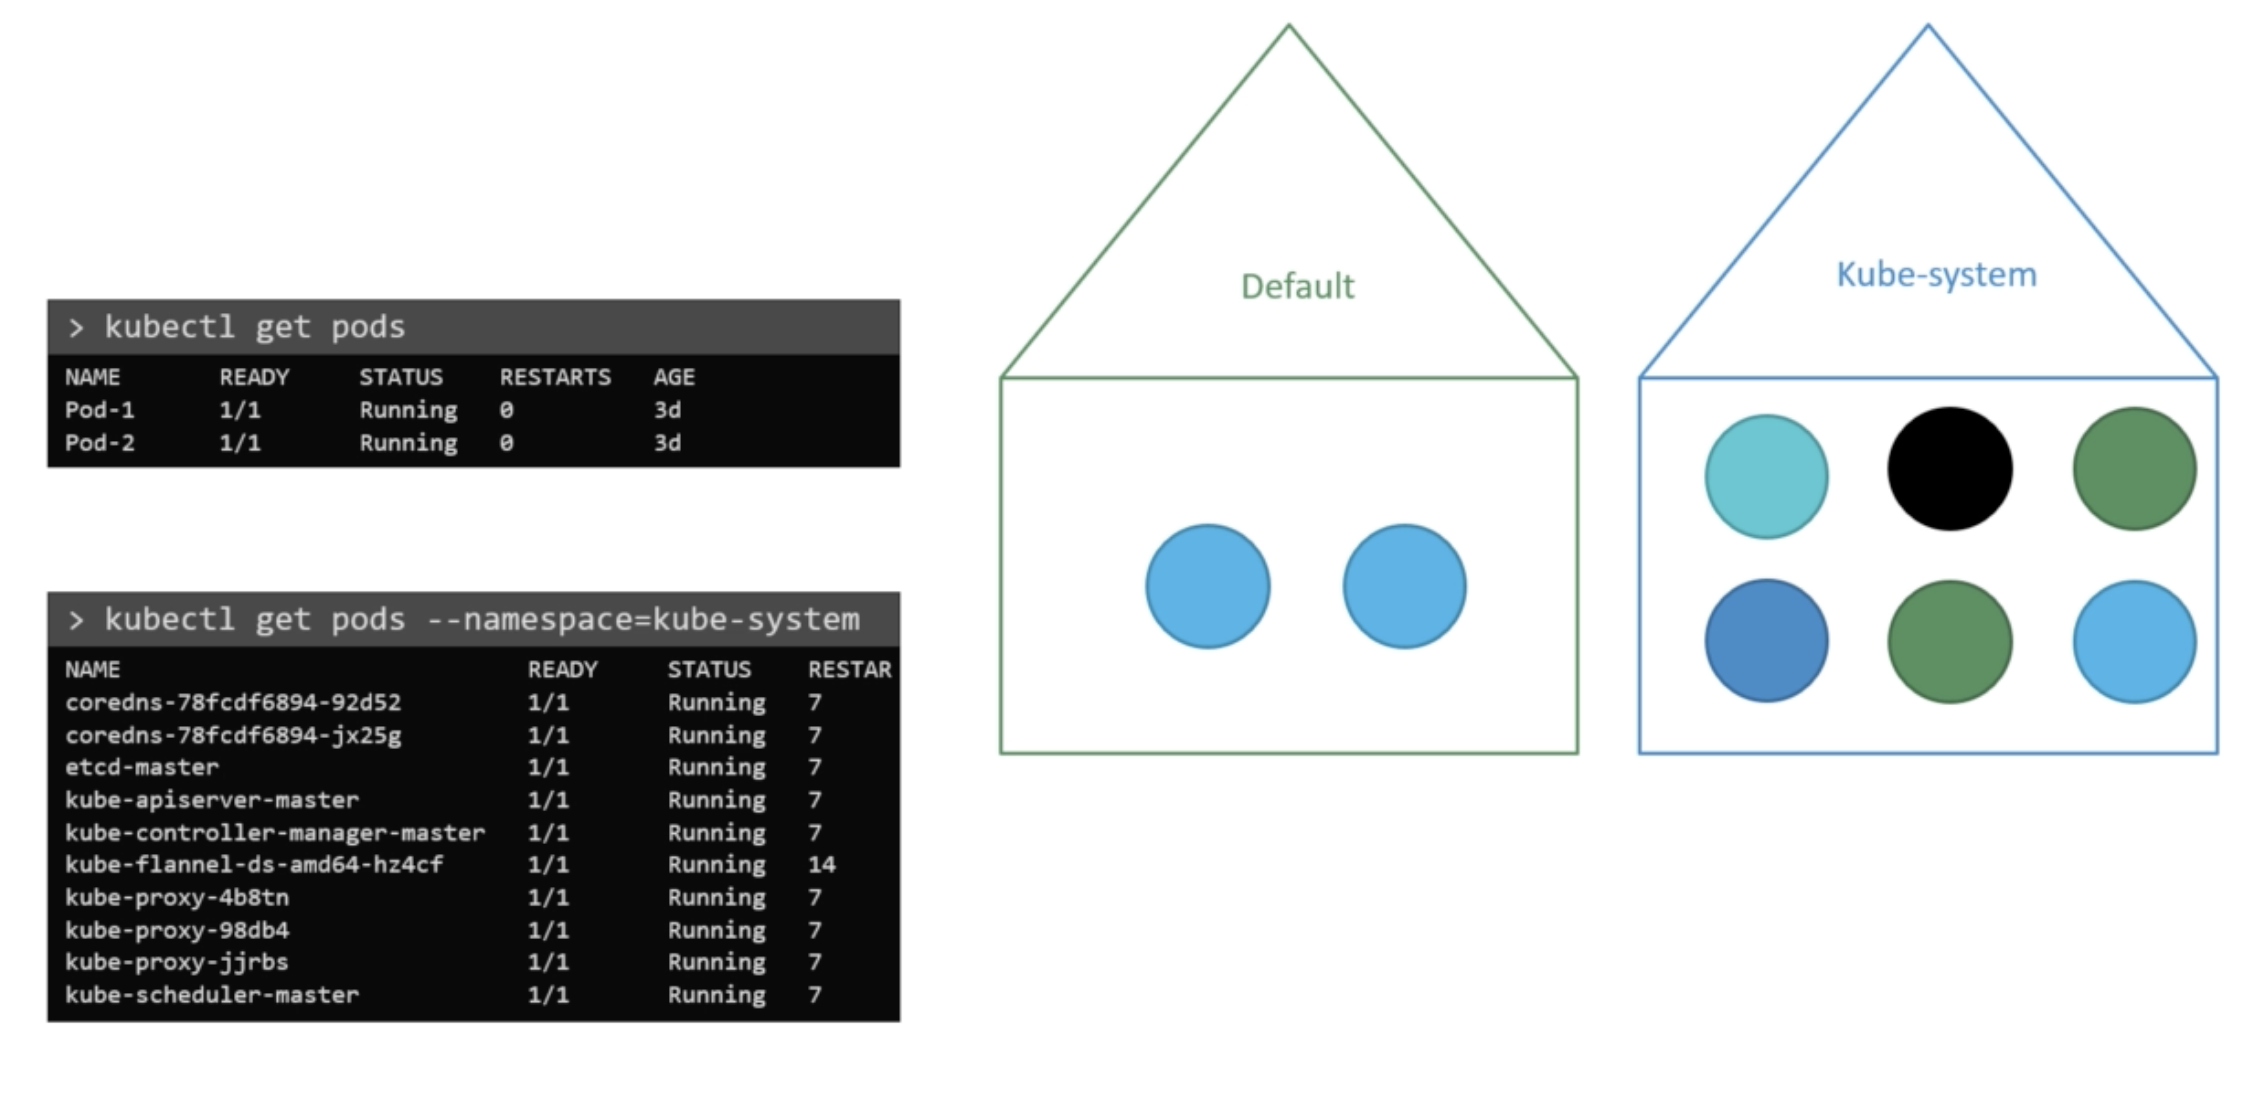 > kubectl get pods
NAME READY STATUS RESTARTS AGE
Pod-1 1/1 Running 0 3d
Pod-2 1/1 Running 0 3d
> kubectl get pods --namespace=kube-system
NAME READY STATUS RESTAR
coredns-78fcdf6894-92d52 1/1 Running 7
coredns-78fcdf6894-jx25g 1/1 Running 7
etcd-master 1/1 Running 7
kube-apiserver-master 1/1 Running 7
kube-controller-manager-master 1/1 Running 7
kube-flannel-ds-amd64-hz4cf 1/1 Running 14
kube-proxy-4b8tn 1/1 Running 7
kube-proxy-98db4 1/1 Running 7
kube-proxy-jjrbs 1/1 Running 7
kube-scheduler-master 1/1 Running 7
Default
Kube-system